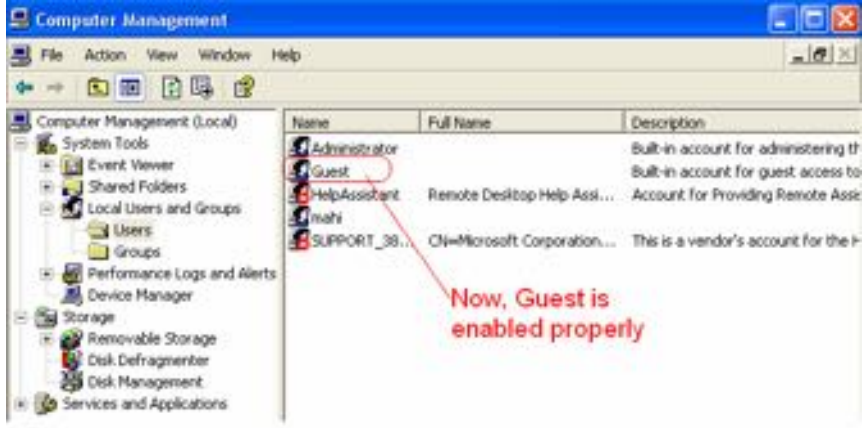 Computer Management
File Action View Window Help
Computer Management (Local)
System Tools
Event Viewer
Shared Folders
Local Users and Groups
Users
Groups
Performance Logs and Alerts
Device Manager
Storage
Removable Storage
Disk Defragmenter
Disk Management
Services and Applications
Name Full Name Description
Administrator Built-in account for administering th
Guest Built-in account for guest access to
HelpAssistant Remote Desktop Help Assi... Account for Providing Remote Assis
mahi
SUPPORT_38... CN=Microsoft Corporation... This is a vendor's account for the H
Now, Guest is
enabled properly